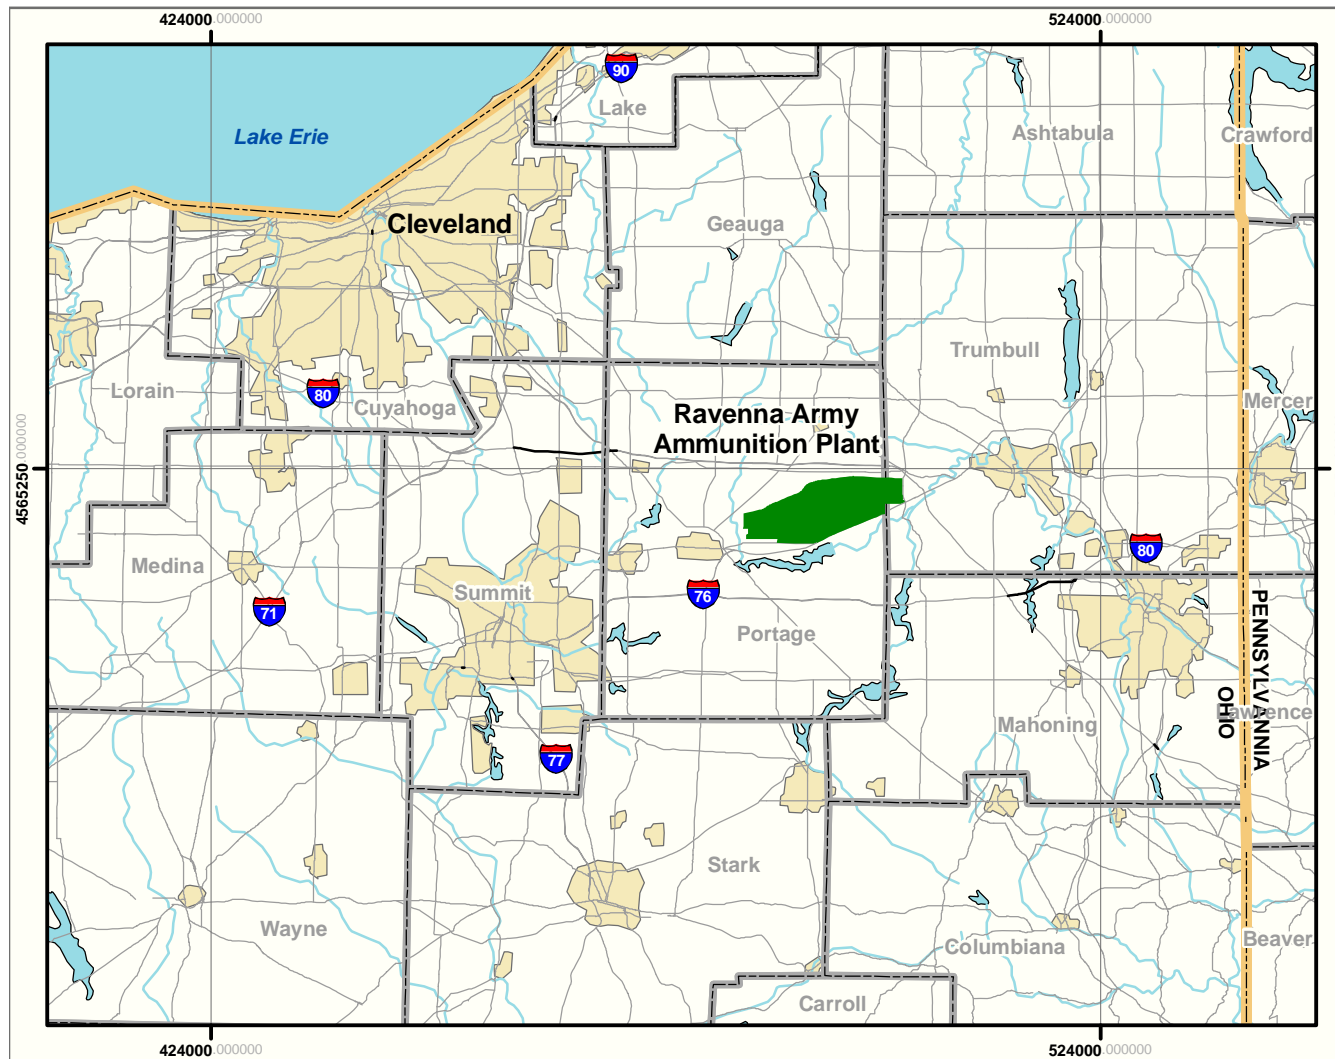 424000.000000
524000.000000
90
Lake
Ashtabula
Crawford
Lake Erie
Cleveland
Geauga
Trumbull
Lorain
80
Cuyahoga
Mercer
Ravenna Army
Ammunition Plant
4565250.000000
Medina
80
Summit
76
71
Portage
PENNSYLVANNIA
OHIO
Lawrence
Mahoning
77
Stark
Wayne
Columbiana
Beaver
Carroll
424000.000000
524000.000000